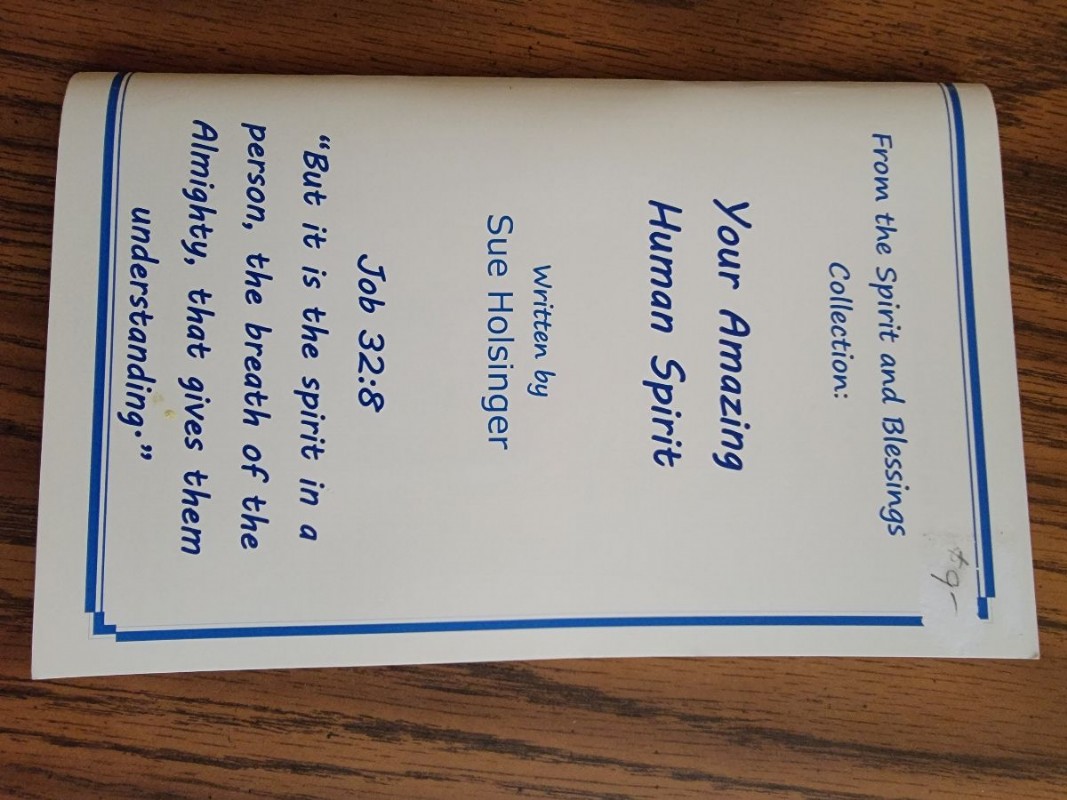 From the Spirit and Blessings
Collection:
Your Amazing
Human Spirit
Written by
Sue Holsinger
Job 32:8
“But it is the spirit in a
person, the breath of the
Almighty, that gives them
understanding.”